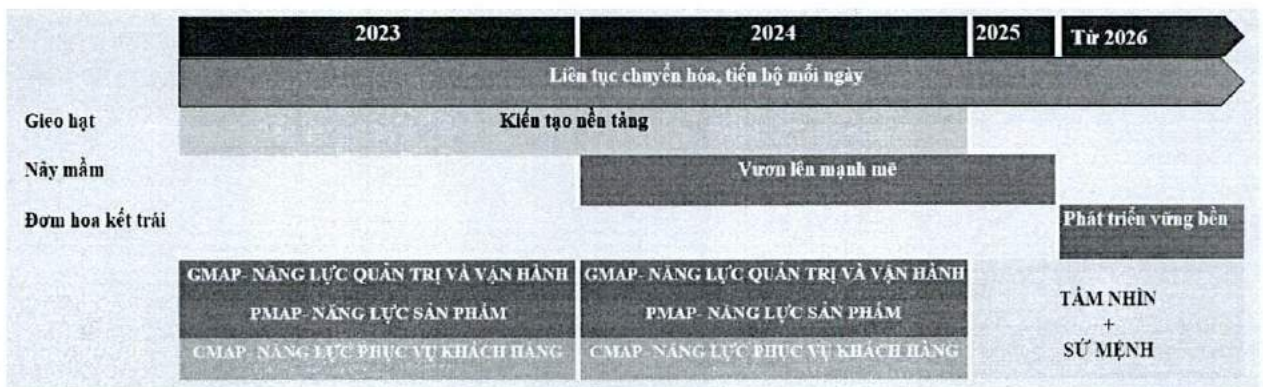 2023 2024 2025 Từ 2026
Liên tục chuyển hóa, tiến bộ mỗi ngày
Gieo hạt Kiến tạo nền tảng
Nảy mầm Vươn lên mạnh mẽ
Đơm hoa kết trái Phát triển vững bền
GMAP- NĂNG LỰC QUẢN TRỊ VÀ VẬN HÀNH GMAP- NĂNG LỰC QUẢN TRỊ VÀ VẬN HÀNH
PMAP- NĂNG LỰC SẢN PHẨM PMAP- NĂNG LỰC SẢN PHẨM
CMAP- NĂNG LỰC PHỤC VỤ KHÁCH HÀNG CMAP- NĂNG LỰC PHỤC VỤ KHÁCH HÀNG
TẦM NHÌN
+
SỨ MỆNH